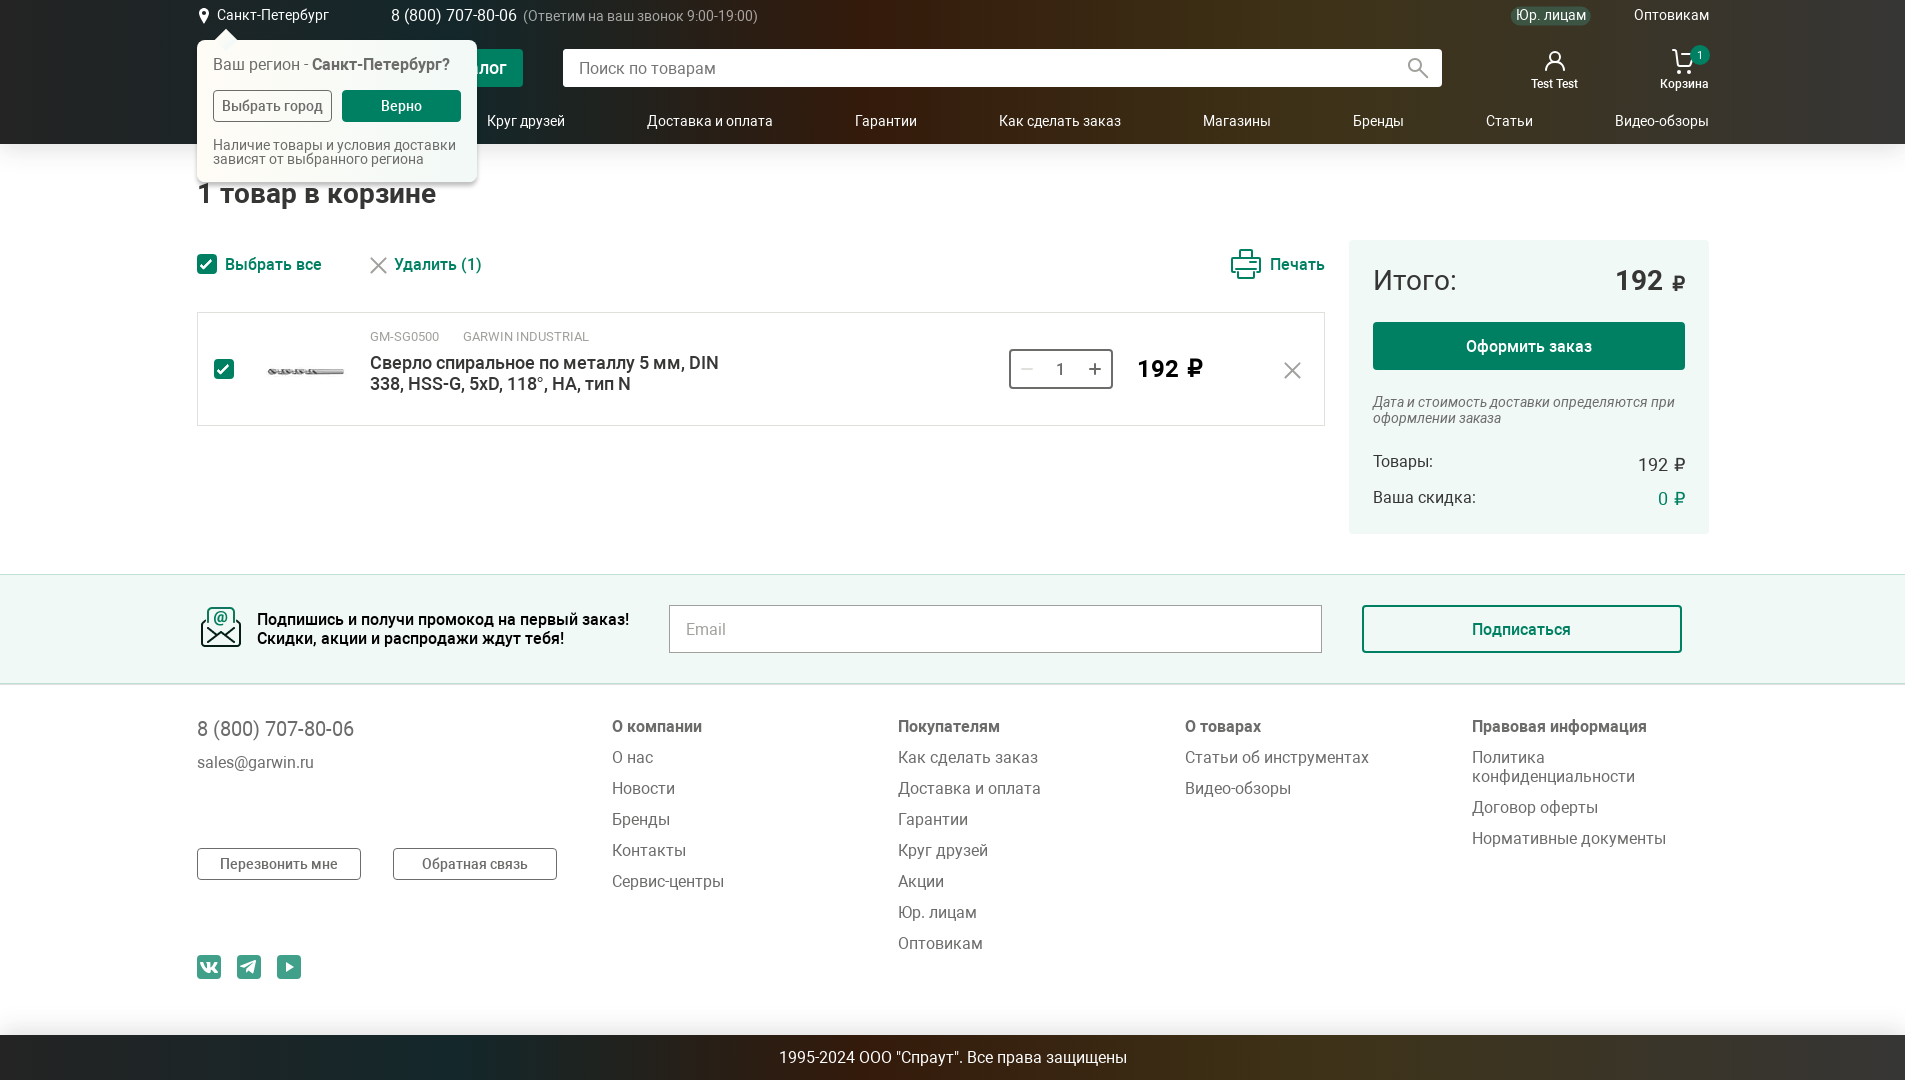 Санкт-Петербург
8 (800) 707-80-06 (Ответим на ваш звонок 9:00-19:00)
Юр. лицам
Оптовикам
Ваш регион - Санкт-Петербург?
Выбрать город
Верно
Наличие товары и условия доставки
зависят от выбранного региона
лог
Поиск по товарам
Test Test
1
Корзина
Круг друзей
Доставка и оплата
Гарантии
Как сделать заказ
Магазины
Бренды
Статьи
Видео-обзоры
1 товар в корзине
Выбрать все
Удалить (1)
Печать
GM-SG0500 GARWIN INDUSTRIAL
Сверло спиральное по металлу 5 мм, DIN
338, HSS-G, 5xD, 118°, HA, тип N
1
192 ₽
Итого: 192 ₽
Оформить заказ
Дата и стоимость доставки определяются при
оформлении заказа
Товары: 192 ₽
Ваша скидка: 0 ₽
@
Подпишись и получи промокод на первый заказ!
Скидки, акции и распродажи ждут тебя!
Email
Подписаться
8 (800) 707-80-06
sales@garwin.ru
Перезвонить мне
Обратная связь
О компании
О нас
Новости
Бренды
Контакты
Сервис-центры
Покупателям
Как сделать заказ
Доставка и оплата
Гарантии
Круг друзей
Акции
Юр. лицам
Оптовикам
О товарах
Статьи об инструментах
Видео-обзоры
Правовая информация
Политика
конфиденциальности
Договор оферты
Нормативные документы
1995-2024 ООО "Спраут". Все права защищены